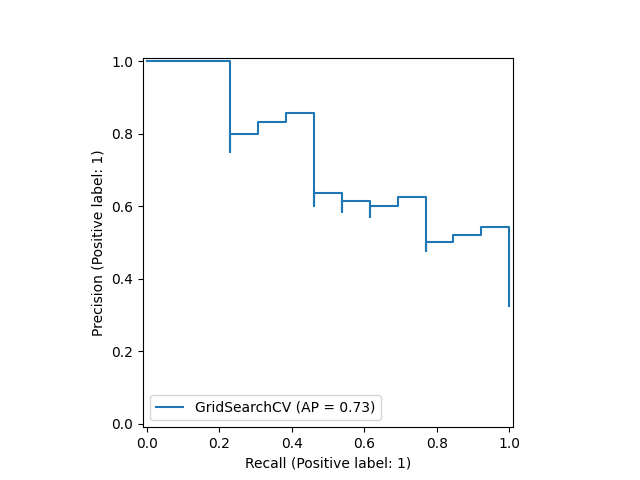 1.0
0.8
0.6
0.4
0.2
0.0
Precision (Positive label: 1)
GridSearchCV (AP = 0.73)
0.0 0.2 0.4 0.6 0.8 1.0
Recall (Positive label: 1)